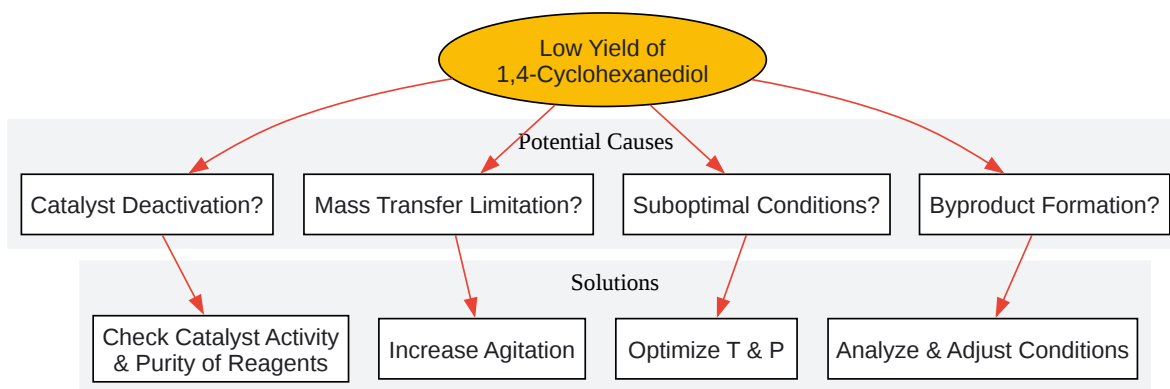 Low Yield of
1,4-Cyclohexanediol
Potential Causes
Catalyst Deactivation?
Mass Transfer Limitation?
Suboptimal Conditions?
Byproduct Formation?
Solutions
Check Catalyst Activity
& Purity of Reagents
Increase Agitation
Optimize T & P
Analyze & Adjust Conditions